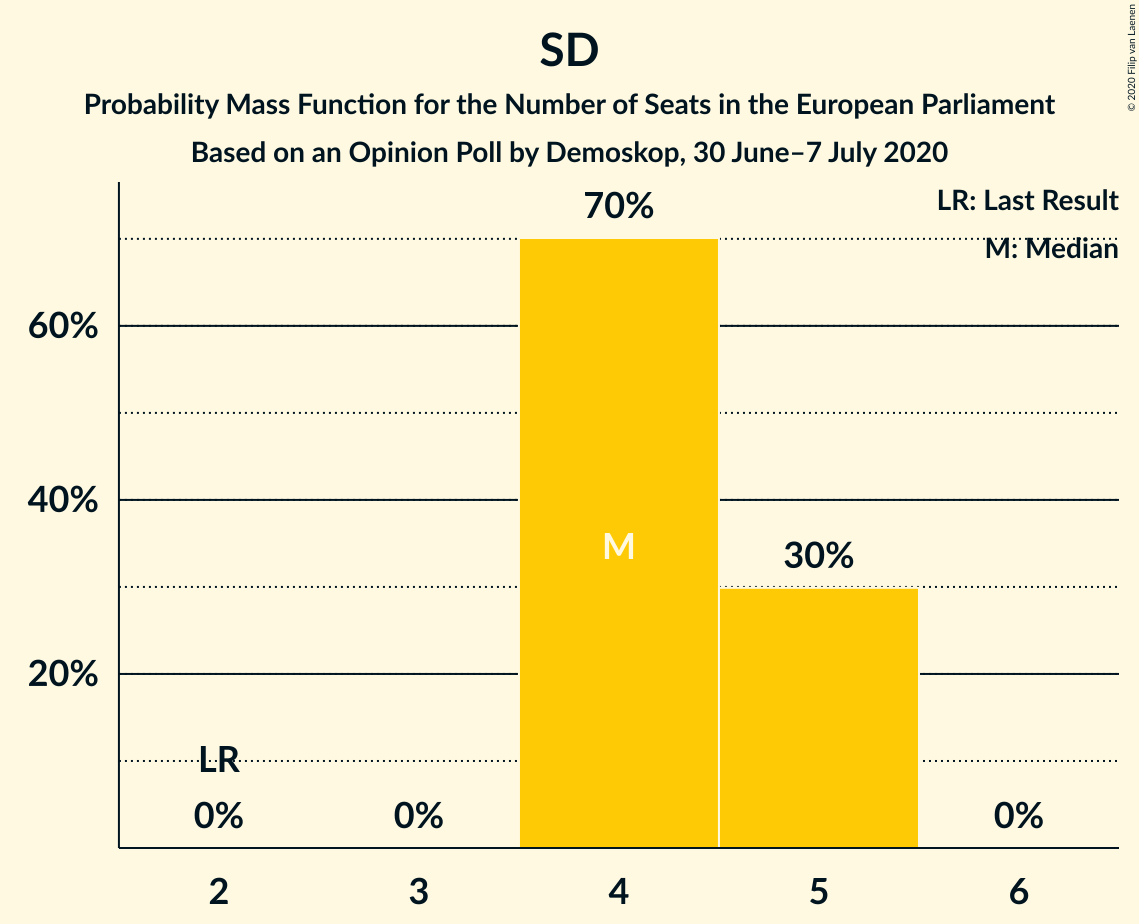 SD
Probability Mass Function for the Number of Seats in the European Parliament
Based on an Opinion Poll by Demoskop, 30 June–7 July 2020
© 2020 Filip van Laenen
LR: Last Result
M: Median
70%
60%
40%
M
30%
20%
LR
0%
0%
0%
2
3
4
5
6